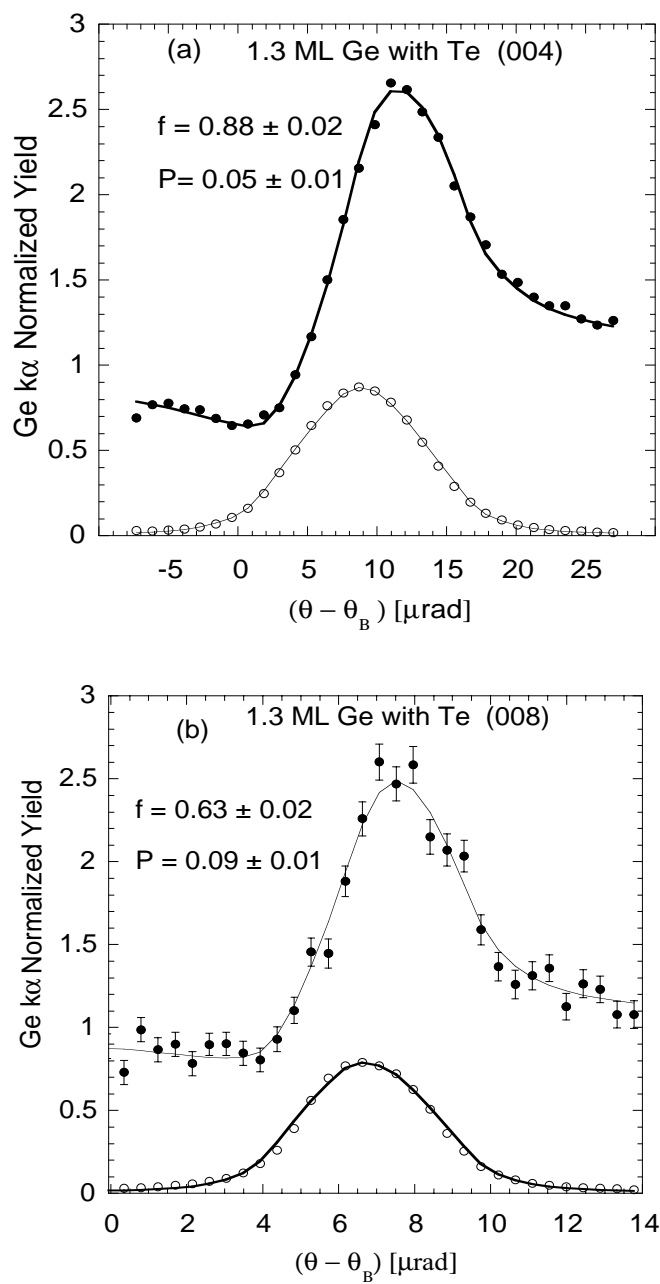 (a) 1.3 ML Ge with Te (004)
f = 0.88 ± 0.02
P= 0.05 ± 0.01
Ge kα Normalized Yield
3
2.5
2
1.5
1
0.5
0
-5 0 5 10 15 20 25
(θ − θB ) [μrad]
(b) 1.3 ML Ge with Te (008)
f = 0.63 ± 0.02
P = 0.09 ± 0.01
Ge kα Normalized Yield
3
2.5
2
1.5
1
0.5
0
0 2 4 6 8 10 12 14
(θ − θB) [μrad]